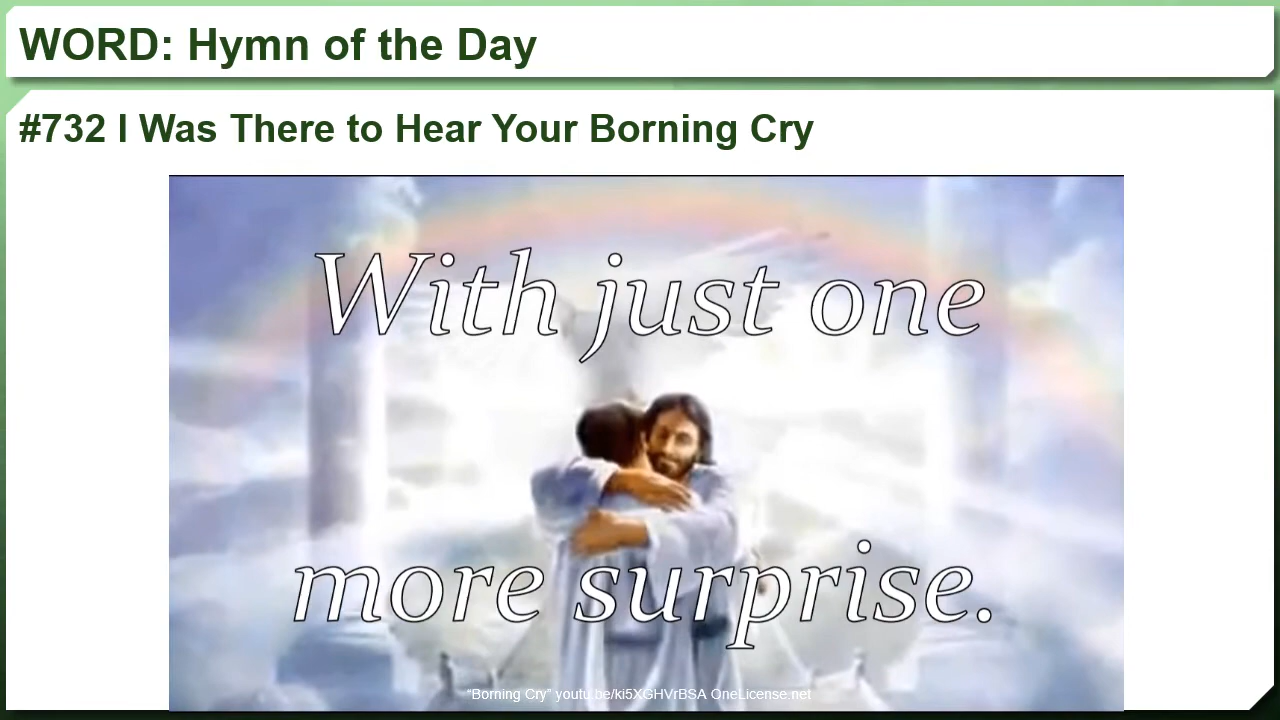 WORD: Hymn of the Day
#732 I Was There to Hear Your Borning Cry
With just one
more surprise.
"Borning Cry" youtu.be/ki5XGHVrBSA OneLicense.net